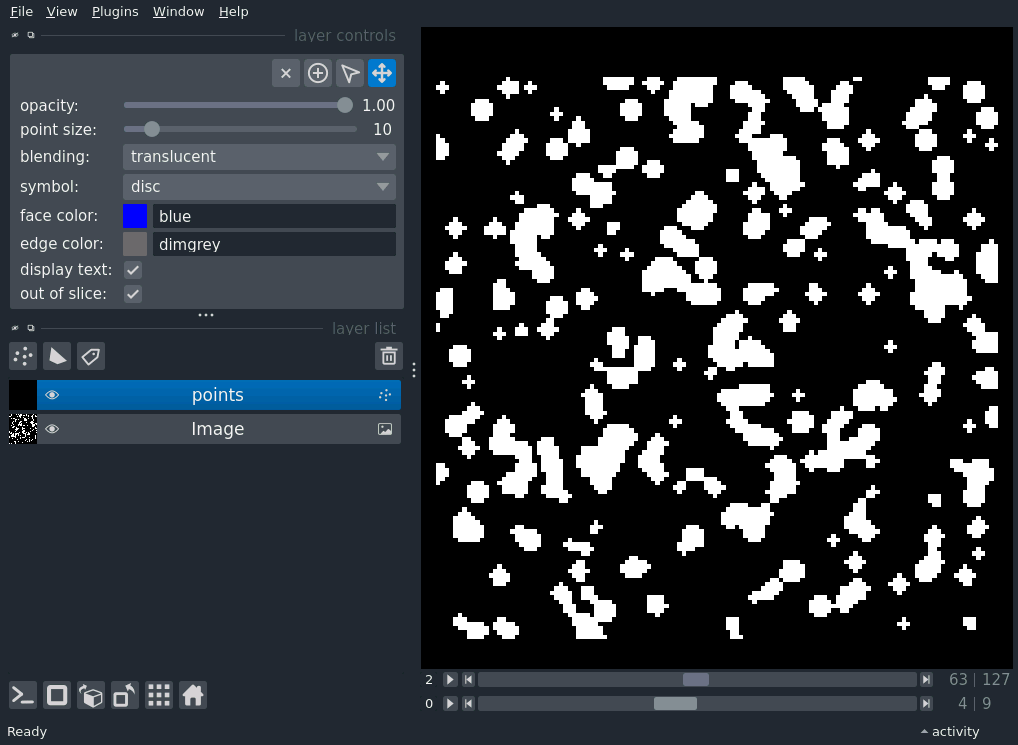 File View Plugins Window Help
layer controls
opacity: 1.00
point size: 10
blending: translucent
symbol: disc
face color: blue
edge color: dimgrey
display text:
out of slice:
layer list
points
Image
2 63 | 127
0 4 | 9
Ready activity